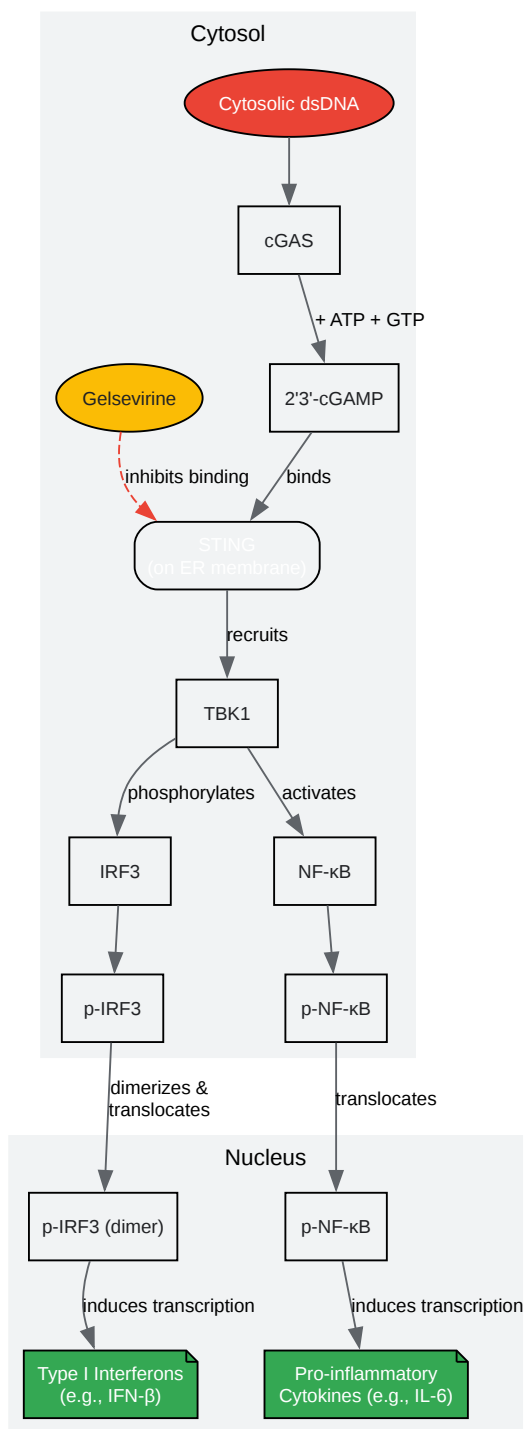 Cytosol
Cytosolic dsDNA
cGAS
+ ATP + GTP
Gelsevirine
2'3'-cGAMP
inhibits binding
binds
STING
(on ER membrane)
recruits
TBK1
phosphorylates
activates
IRF3
NF-κB
p-IRF3
p-NF-κB
dimerizes &
translocates
translocates
Nucleus
p-IRF3 (dimer)
p-NF-κB
induces transcription
induces transcription
Type I Interferons
(e.g., IFN-β)
Pro-inflammatory
Cytokines (e.g., IL-6)